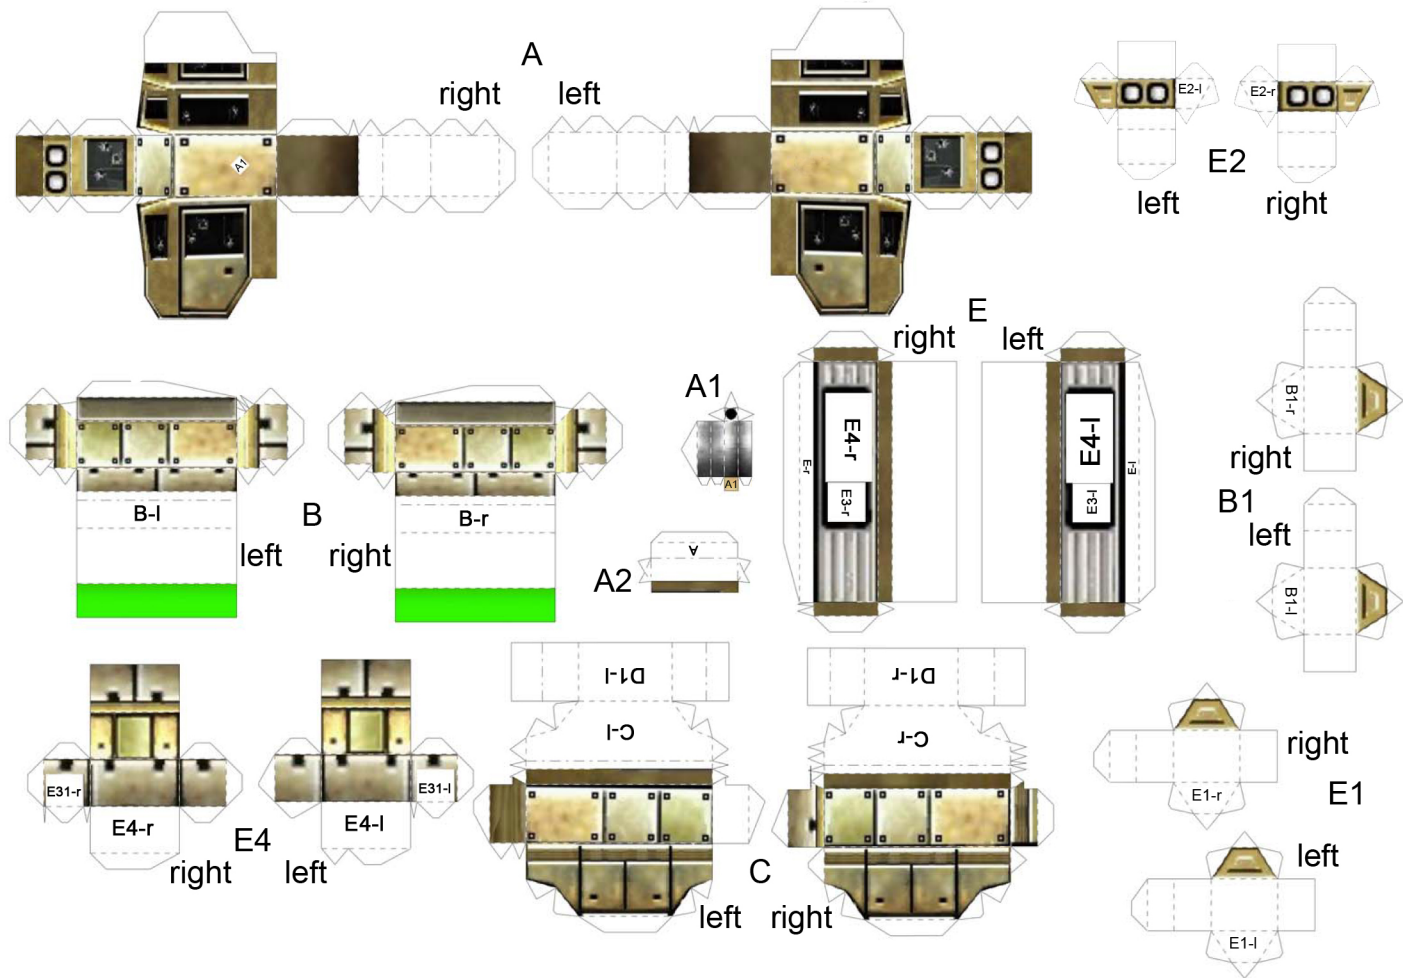 A
right
left
A1
E2-l
E2-r
E2
left
right
E
right
left
A1
A1
E4-r
E3-r
E-r
E4-l
E3-l
E-l
B1-r
right
B1
left
B1-l
B-l
B
B-r
left
right
A2
A
E31-r
E4-r
E4
right
left
E31-l
E4-l
D1-l
C-l
D1-r
C-r
C
left
right
right
E1-r
E1
left
E1-l